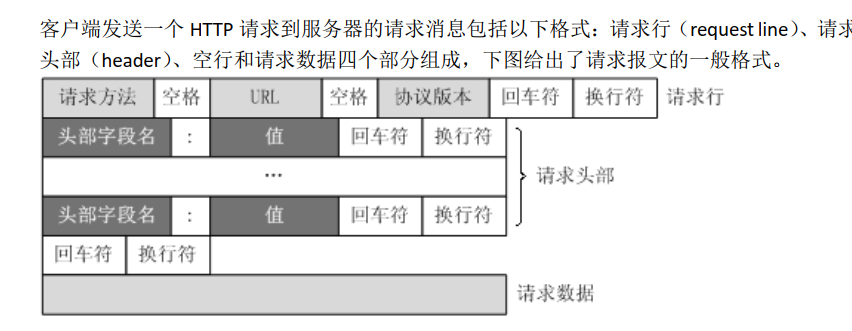 客户端发送一个 HTTP 请求到服务器的请求消息包括以下格式：请求行（request line）、请求
头部（header）、空行和请求数据四个部分组成，下图给出了请求报文的一般格式。
请求方法 空格 URL 空格 协议版本 回车符 换行符 请求行
头部字段名 : 值 回车符 换行符
... 请求头部
头部字段名 : 值 回车符 换行符
回车符 换行符
请求数据